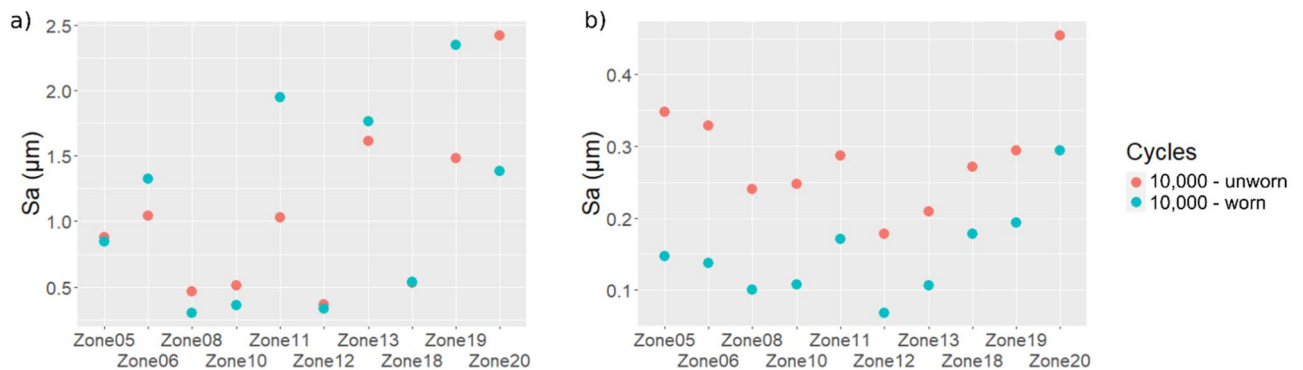 a)
2.5
2.0
1.5
1.0
0.5
Sa (µm)
Zone05 Zone08 Zone11 Zone13 Zone19
Zone06 Zone10 Zone12 Zone18 Zone20
b)
0.4
0.3
0.2
0.1
Sa (µm)
Zone05 Zone08 Zone11 Zone13 Zone19
Zone06 Zone10 Zone12 Zone18 Zone20
Cycles
10,000 - unworn
10,000 - worn